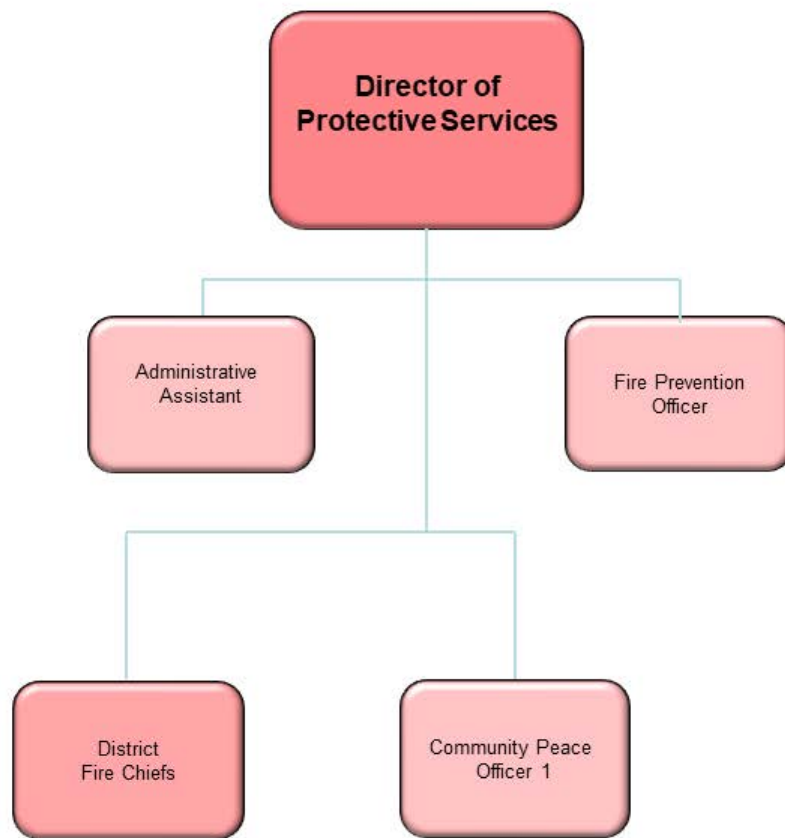 Director of
Protective Services
Administrative
Assistant
Fire Prevention
Officer
District
Fire Chiefs
Community Peace
Officer 1